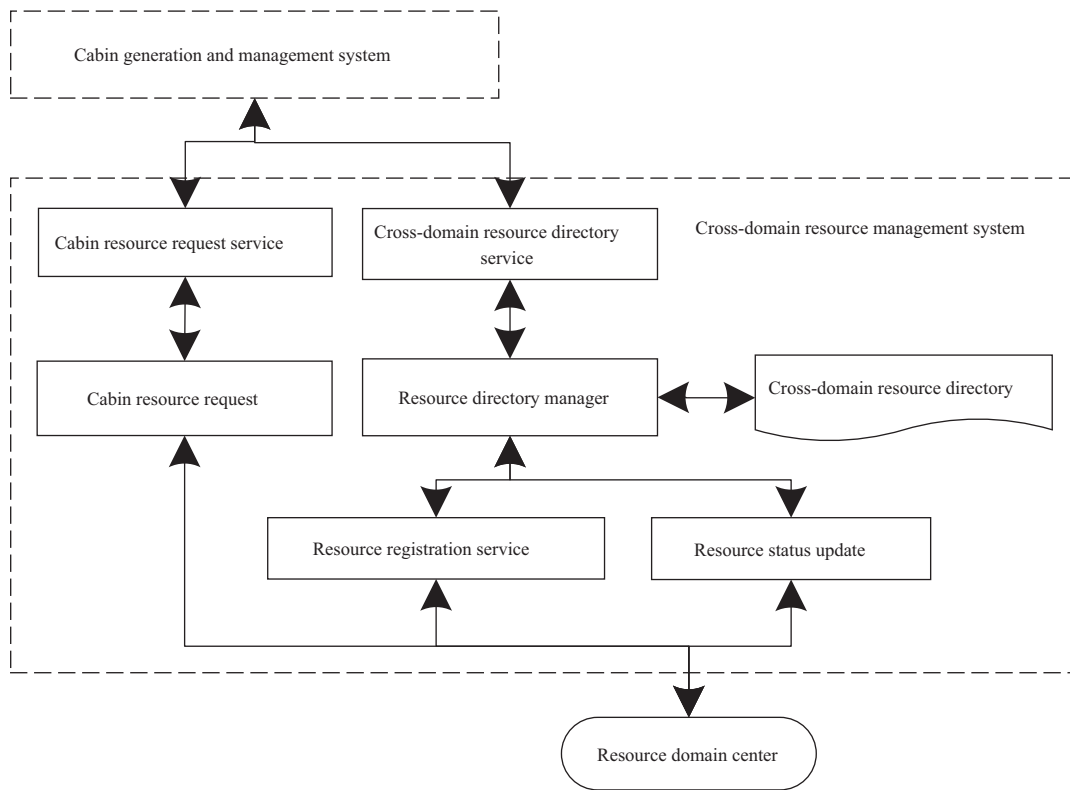 Cabin generation and management system
Cabin resource request service
Cross-domain resource directory
service
Cross-domain resource management system
Cabin resource request
Resource directory manager
Cross-domain resource directory
Resource registration service
Resource status update
Resource domain center